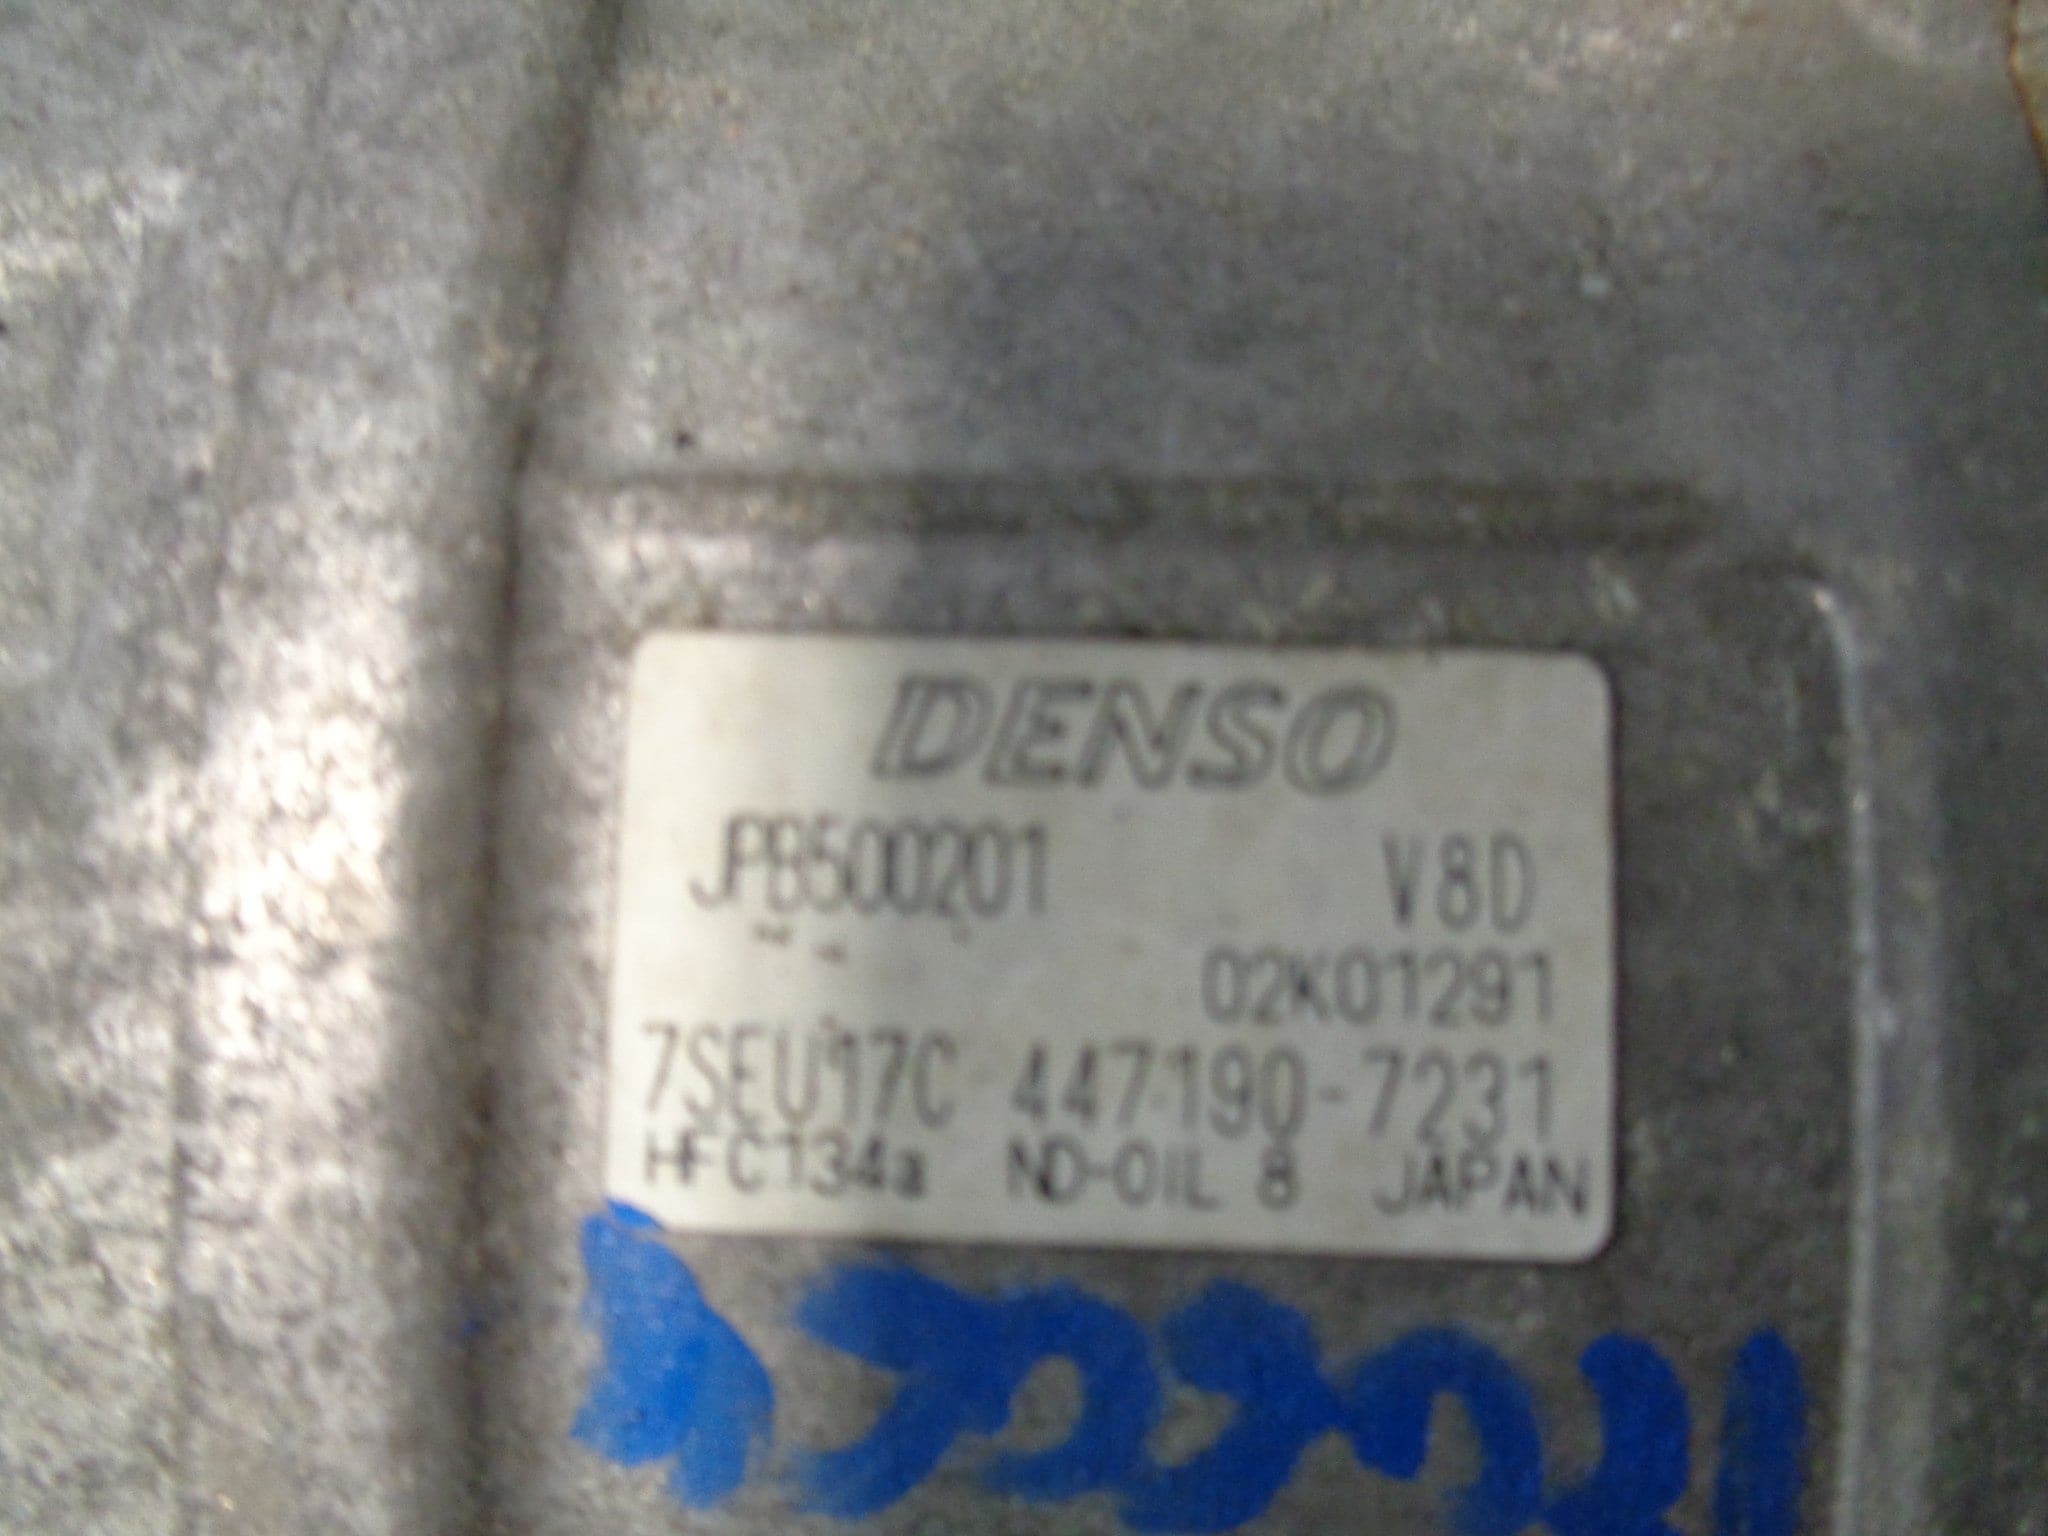 DENSO
JPB500201 V8D
02K01291
7SEU17C 447190-7231
HFC134a ND-OIL 8 JAPAN